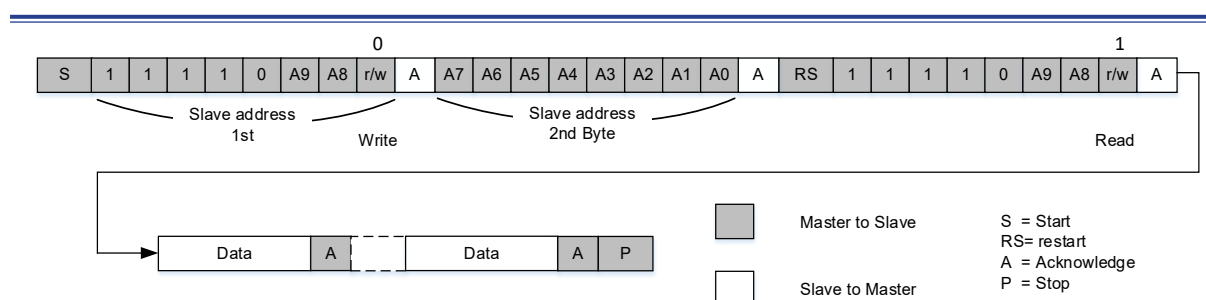 0 1
S 1 1 1 1 0 A9 A8 r/w A A7 A6 A5 A4 A3 A2 A1 A0 A RS 1 1 1 1 0 A9 A8 r/w A
Slave address
1st
Slave address
2nd Byte
Write
Read
Data A Data A P
Master to Slave
Slave to Master
S = Start
RS= restart
A = Acknowledge
P = Stop